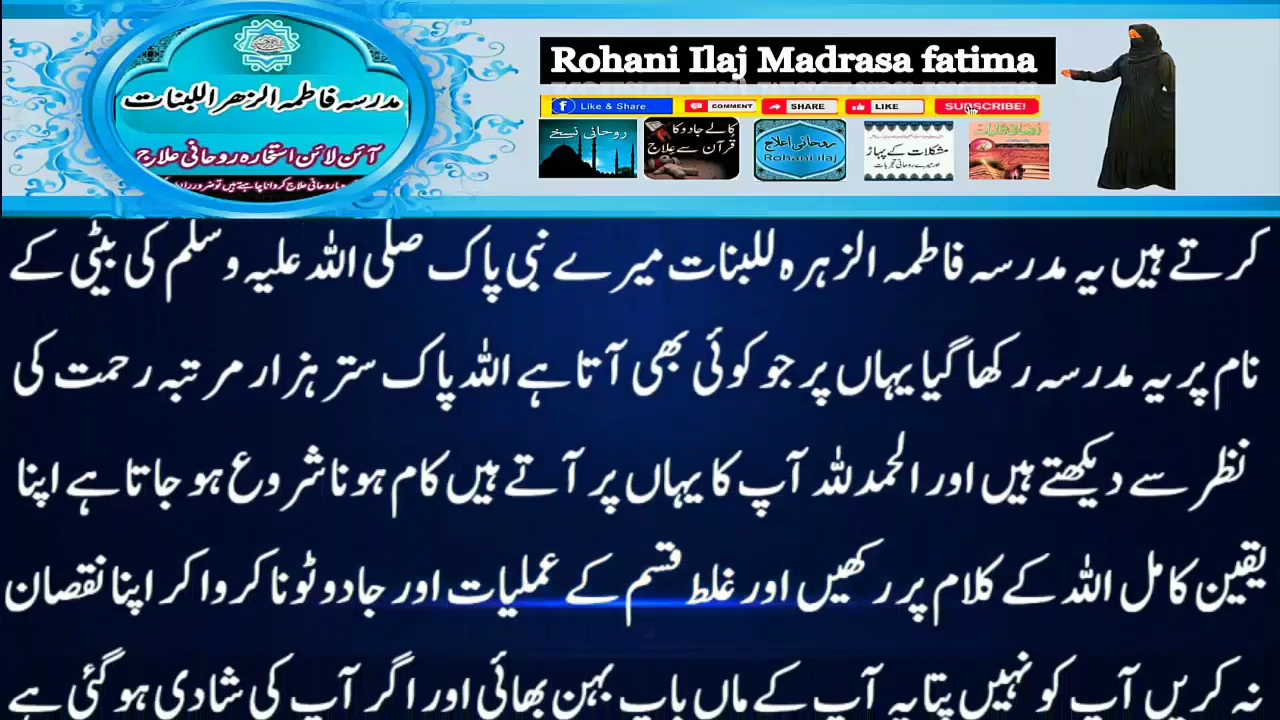 مدرسہ فاطمہ الزہرا للبنات
آئن لائن استخارہ روحانی علاج
Rohani Ilaj Madrasa fatima
Like & Share
COMMENT
SHARE
LIKE
SUBSCRIBE!
روحانی نسخے
کالے جادو کا
قرآن سے علاج
روحانی علاج
Rohani ilaj
مشکلات کے پہاڑ
کرتے ہیں یہ مدرسہ فاطمہ الزہرہ للبنات میرے نبی پاک صلی اللہ علیہ وسلم کی بیٹی کے
نام پر یہ مدرسہ رکھا گیا یہاں پر جو کوئی بھی آتا ہے اللہ پاک ستر ہزار مرتبہ رحمت کی
نظر سے دیکھتے ہیں اور الحمدللہ آپ کا یہاں پر آتے ہیں کام ہونا شروع ہو جاتا ہے اپنا
یقین کامل اللہ کے کلام پر رکھیں اور غلط قسم کے عملیات اور جادو ٹونا کروا کر اپنا نقصان
نہ کریں آپ کو نہیں پتا یہ آپ کے ماں باپ بہن بھائی اور اگر آپ کی شادی ہو گئی ہے